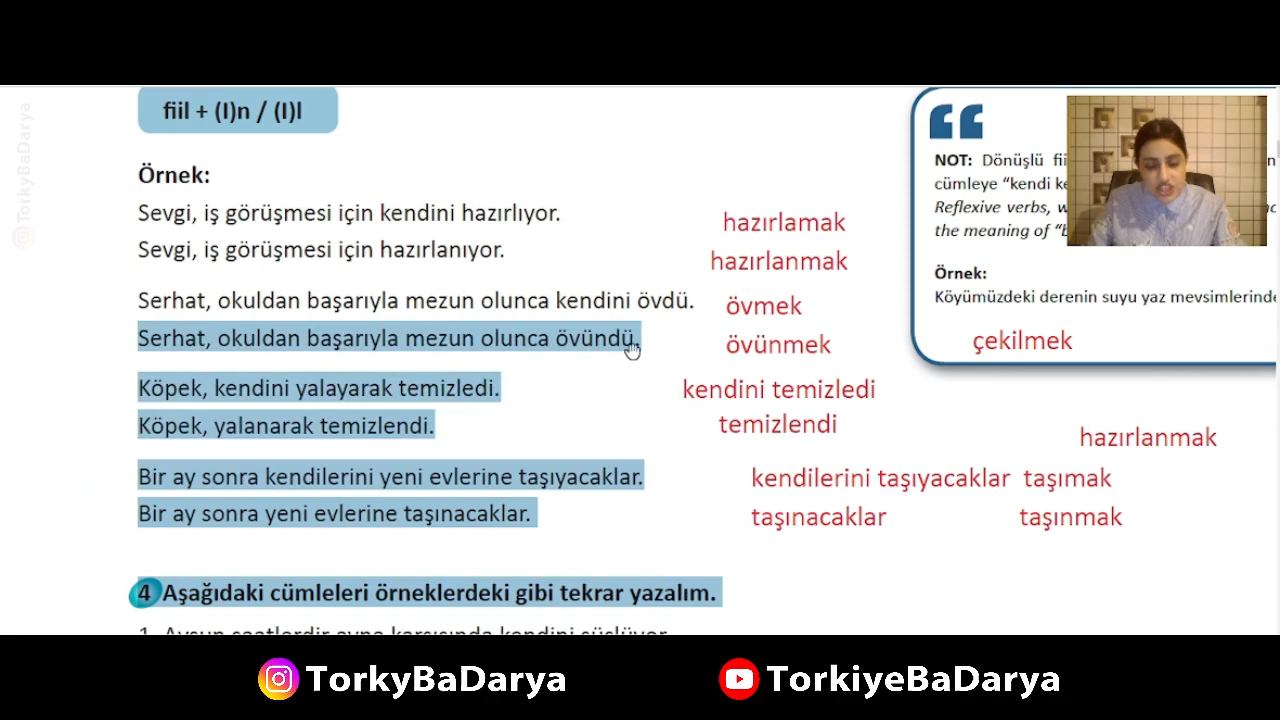 TorkyBaDarya
fiil + (I)n / (I)l
Örnek:
Sevgi, iş görüşmesi için kendini hazırlıyor.
Sevgi, iş görüşmesi için hazırlanıyor.
Serhat, okuldan başarıyla mezun olunca kendini övdü.
Serhat, okuldan başarıyla mezun olunca övündü.
Köpek, kendini yalayarak temizledi.
Köpek, yalanarak temizlendi.
Bir ay sonra kendilerini yeni evlerine taşıyacaklar.
Bir ay sonra yeni evlerine taşınacaklar.
hazırlamak
hazırlanmak
övmek
övünmek
kendini temizledi
temizlendi
hazırlanmak
kendilerini taşıyacaklar taşımak
taşınacaklar taşınmak
NOT: Dönüşlü
cümleye “kendi
Reflexive verbs,
the meaning of
Örnek:
Köyümüzdeki derenin suyu yaz
çekilmek
4 Aşağıdaki cümleleri örneklerdeki gibi tekrar yazalım.
TorkyBaDarya
TorkiyeBaDarya